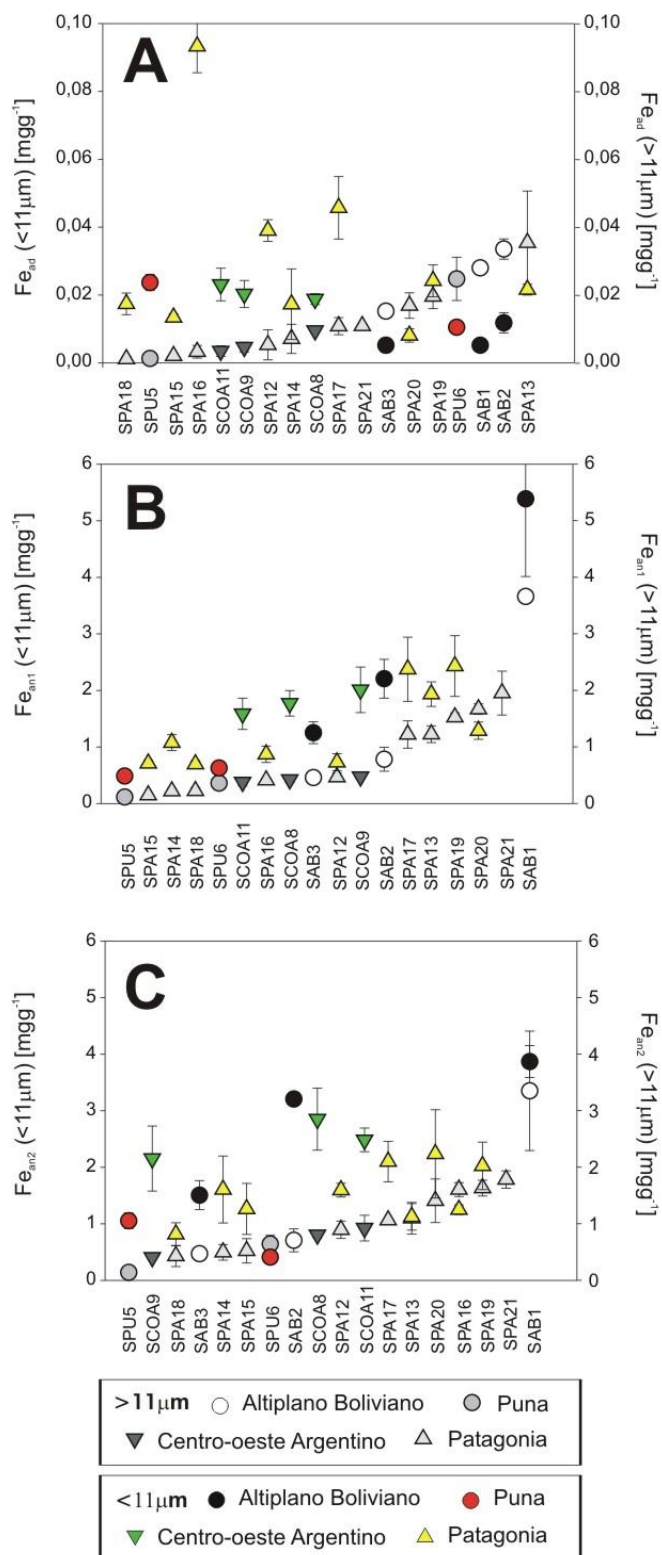 A
0,10
0,08
0,06
0,04
0,02
0,00
0,10
0,08
0,06
0,04
0,02
0,00
Fead (<11μm) [mgg-1]
Fead (>11μm) [mgg-1]
SPA18 SPU5 SPA15 SPA16 SCOA11 SCOA9 SPA12 SPA14 SCOA8 SPA17 SPA21 SAB3 SPA20 SPA19 SPU6 SAB1 SAB2 SPA13
B
6
5
4
3
2
1
0
6
5
4
3
2
1
0
Fean1 (<11μm) [mgg-1]
Fean1 (>11μm) [mgg-1]
SPU5 SPA15 SPA14 SPA18 SPU6 SCOA11 SPA16 SCOA8 SAB3 SPA12 SCOA9 SAB2 SPA17 SPA13 SPA19 SPA20 SPA21 SAB1
C
6
5
4
3
2
1
0
6
5
4
3
2
1
0
Fean2 (<11μm) [mgg-1]
Fean2 (>11μm) [mgg-1]
SPU5 SCOA9 SPA18 SAB3 SPA14 SPA15 SPU6 SAB2 SCOA8 SPA12 SCOA11 SPA17 SPA13 SPA20 SPA16 SPA19 SPA21 SAB1
>11μm Altiplano Boliviano Puna
Centro-oeste Argentino Patagonia
<11μm Altiplano Boliviano Puna
Centro-oeste Argentino Patagonia